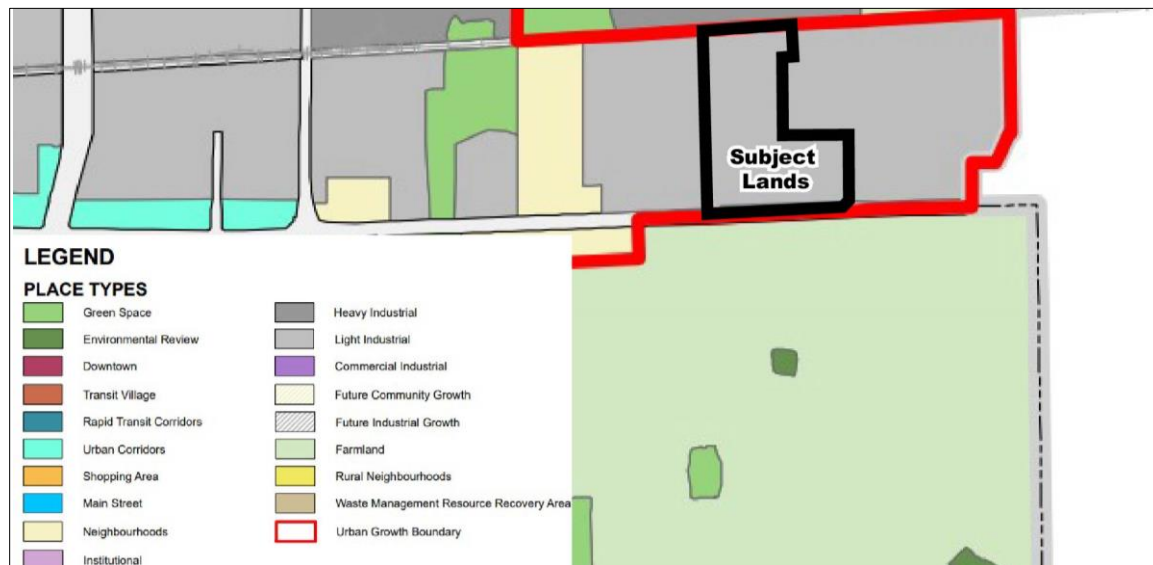 Subject
Lands
LEGEND
PLACE TYPES
Green Space
Environmental Review
Downtown
Transit Village
Rapid Transit Corridors
Urban Corridors
Shopping Area
Main Street
Neighbourhoods
Institutional
Heavy Industrial
Light Industrial
Commercial Industrial
Future Community Growth
Future Industrial Growth
Farmland
Rural Neighbourhoods
Waste Management Resource Recovery Area
Urban Growth Boundary